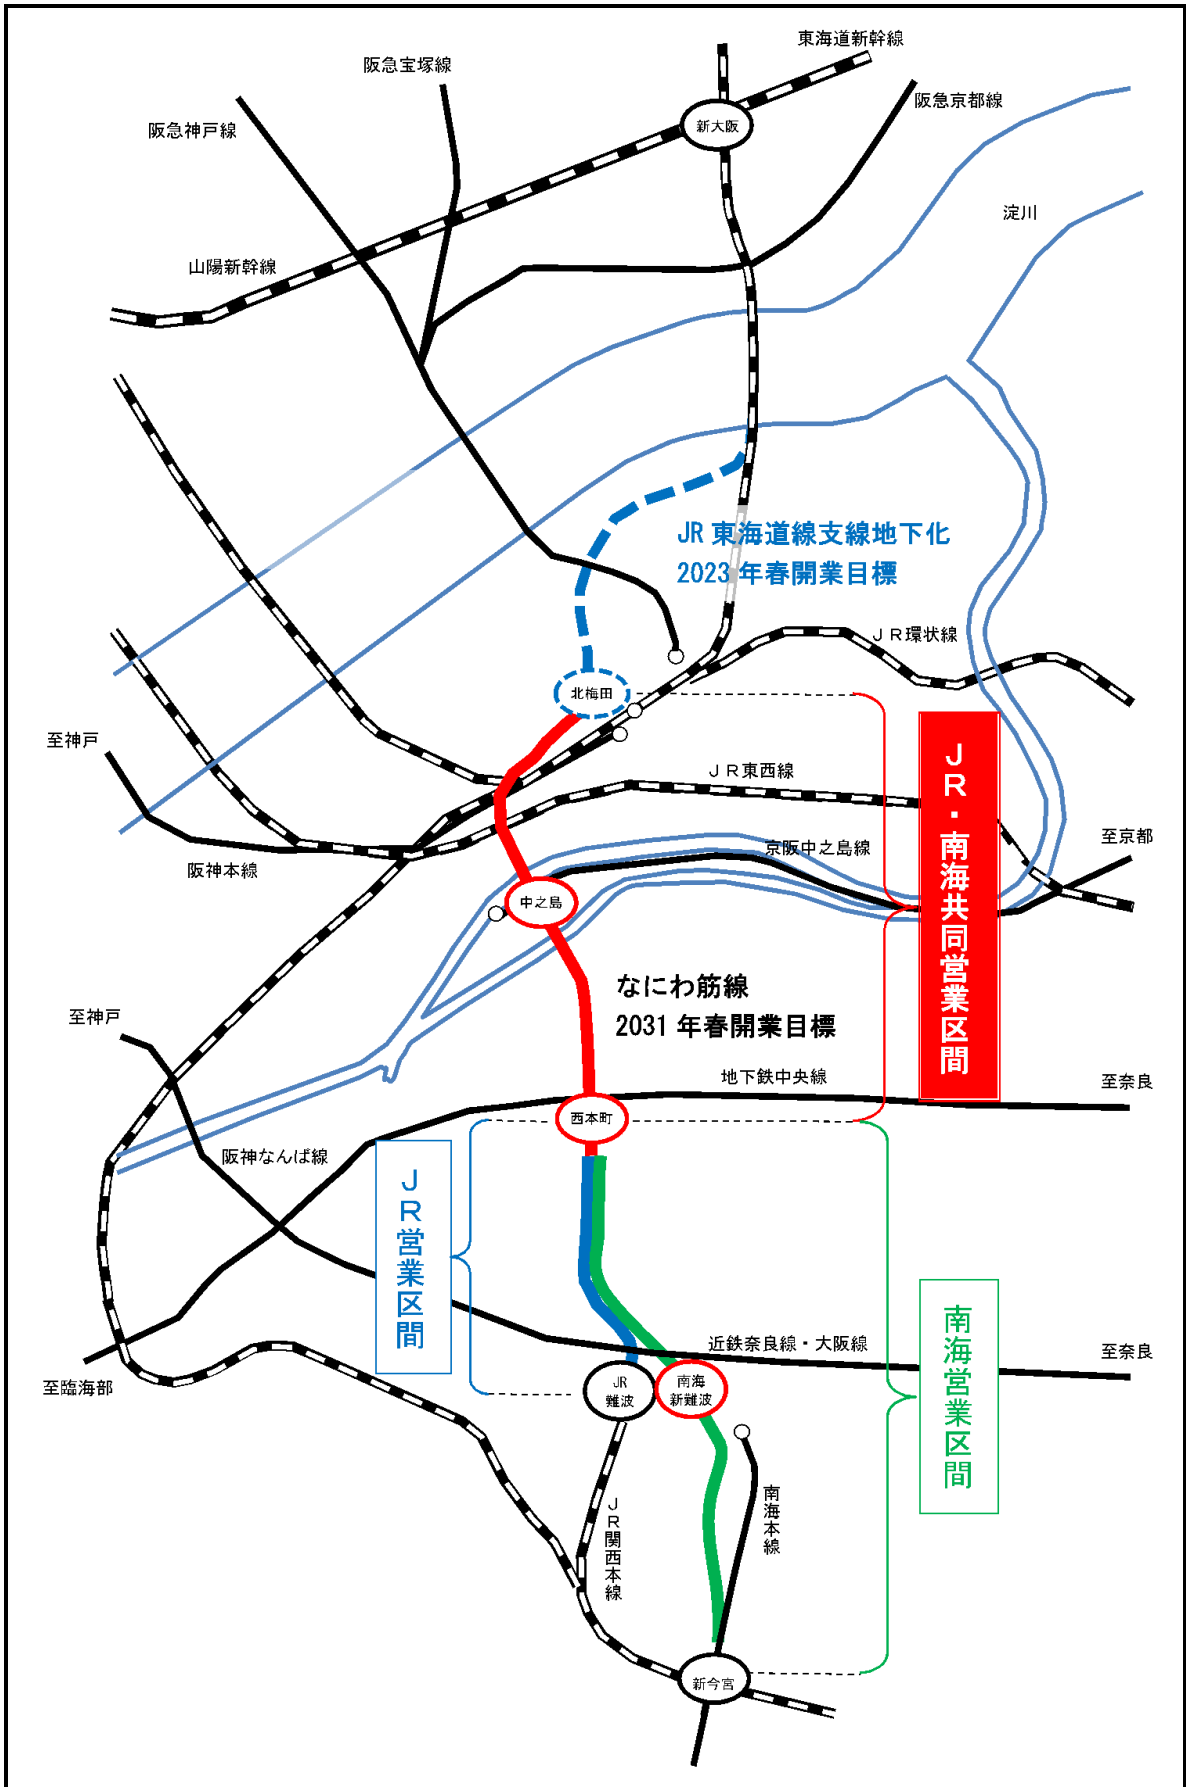 東海道新幹線
阪急宝塚線
阪急京都線
阪急神戸線
新大阪
淀川
山陽新幹線
JR 東海道線支線地下化
2023 年春開業目標
ＪＲ環状線
北梅田
至神戸
ＪＲ東西線
ＪＲ・南海共同営業区間
至京都
京阪中之島線
阪神本線
中之島
なにわ筋線
2031 年春開業目標
至神戸
地下鉄中央線
至奈良
西本町
阪神なんば線
ＪＲ営業区間
南海営業区間
近鉄奈良線・大阪線
至奈良
至臨海部
JR
難波
南海
新難波
南海本線
ＪＲ関西本線
新今宮